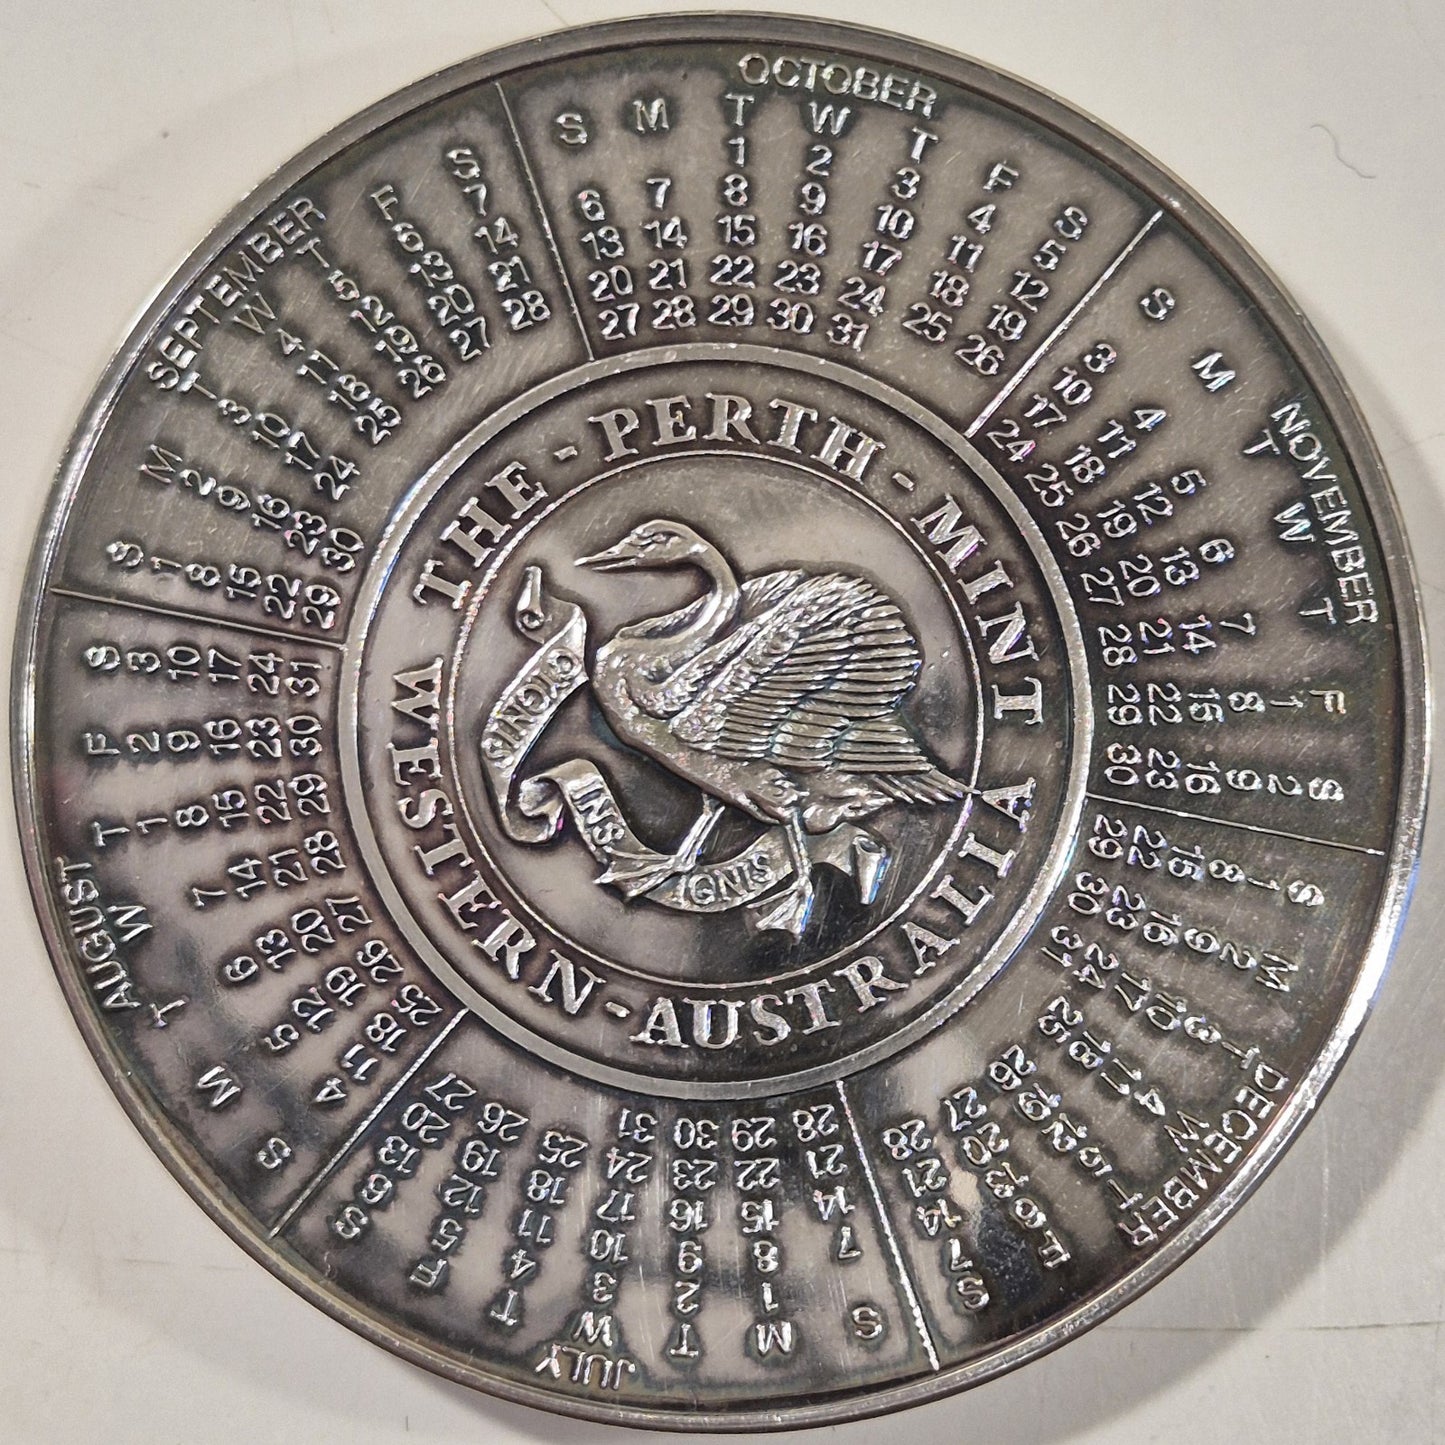 THE - PERTH - MINT
WESTERN - AUSTRALIA
INS
IGNIS
JULY
S M T W T F S
1 2 3 4 5 6
7 8 9 10 11 12 13
14 15 16 17 18 19 20
21 22 23 24 25 26 27
28 29 30 31
AUGUST
S M T W T F S
1 2 3
4 5 6 7 8 9 10
11 12 13 14 15 16 17
18 19 20 21 22 23 24
25 26 27 28 29 30 31
SEPTEMBER
S M T W T F S
1 2 3 4 5 6 7
8 9 10 11 12 13 14
15 16 17 18 19 20 21
22 23 24 25 26 27 28
29 30
OCTOBER
S M T W T F S
1 2 3 4 5
6 7 8 9 10 11 12
13 14 15 16 17 18 19
20 21 22 23 24 25 26
27 28 29 30 31
NOVEMBER
S M T W T F S
1 2
3 4 5 6 7 8 9
10 11 12 13 14 15 16
17 18 19 20 21 22 23
24 25 26 27 28 29 30
DECEMBER
S M T W T F S
1 2 3 4 5 6 7
8 9 10 11 12 13 14
15 16 17 18 19 20 21
22 23 24 25 26 27 28
29 30 31